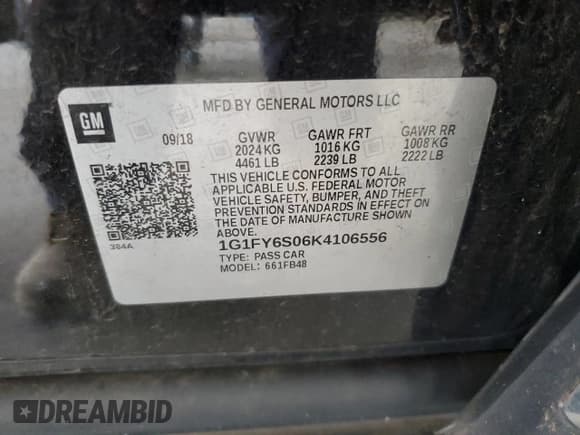 MFD BY GENERAL MOTORS LLC
GM
09/18 GVWR GAWR FRT GAWR RR
2024 KG 1016 KG 1008 KG
4461 LB 2239 LB 2222 LB
THIS VEHICLE CONFORMS TO ALL
APPLICABLE U.S. FEDERAL MOTOR
VEHICLE SAFETY, BUMPER, AND THEFT
PREVENTION STANDARDS IN EFFECT ON
THE DATE OF MANUFACTURE SHOWN
ABOVE.
384A
1G1FY6S06K4106556
TYPE: PASS CAR
MODEL: 661FB48
DREAMBID